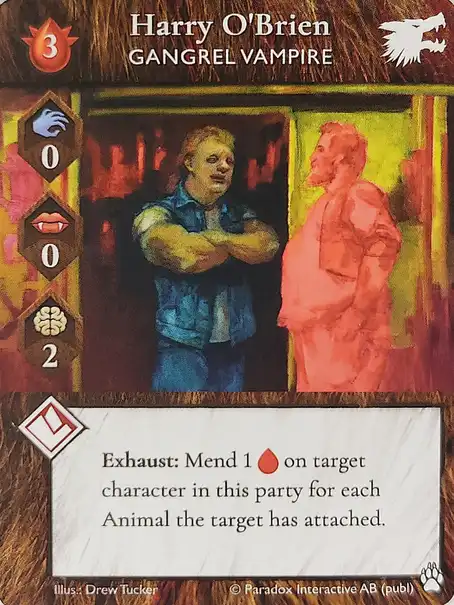 3
Harry O'Brien
GANGREL VAMPIRE
0
0
2
Exhaust: Mend 1 on target
character in this party for each
Animal the target has attached.
Illus.: Drew Tucker
© Paradox Interactive AB (publ)